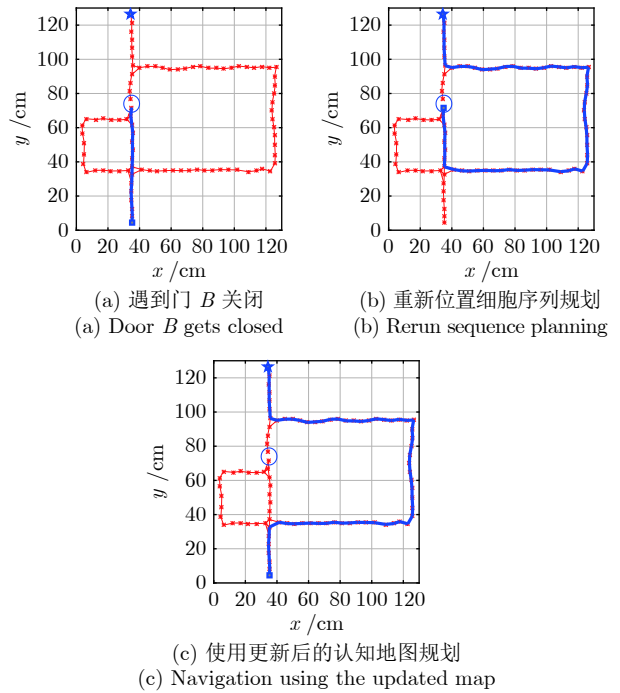 120
100
80
60
40
20
0
y /cm
0 20 40 60 80 100 120
x /cm
(a) 遇到门 B 关闭
(a) Door B gets closed
120
100
80
60
40
20
0
y /cm
0 20 40 60 80 100 120
x /cm
(b) 重新位置细胞序列规划
(b) Rerun sequence planning
120
100
80
60
40
20
0
y /cm
0 20 40 60 80 100 120
x /cm
(c) 使用更新后的认知地图规划
(c) Navigation using the updated map